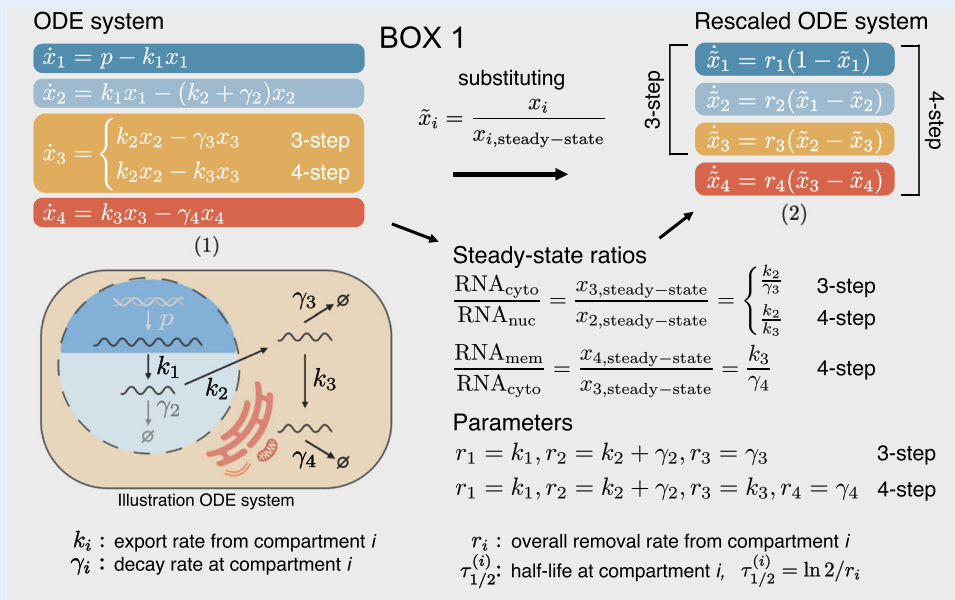 BOX 1
ODE system
ẋ₁ = p − k₁x₁
ẋ₂ = k₁x₁ − (k₂ + γ₂)x₂
ẋ₃ = { k₂x₂ − γ₃x₃ 3-step
k₂x₂ − k₃x₃ 4-step
ẋ₄ = k₃x₃ − γ₄x₄
(1)
substituting
x̃ᵢ = xᵢ / xᵢ,steady−state
Rescaled ODE system
3-step
4-step
x̃̇₁ = r₁(1 − x̃₁)
x̃̇₂ = r₂(x̃₁ − x̃₂)
x̃̇₃ = r₃(x̃₂ − x̃₃)
x̃̇₄ = r₄(x̃₃ − x̃₄)
(2)
p
k₁
γ₂
∅
k₂
γ₃
∅
k₃
γ₄
∅
Illustration ODE system
Steady-state ratios
RNA_cyto / RNA_nuc = x₃,steady−state / x₂,steady−state = { k₂/γ₃ 3-step
k₂/k₃ 4-step
RNA_mem / RNA_cyto = x₄,steady−state / x₃,steady−state = k₃/γ₄ 4-step
Parameters
r₁ = k₁, r₂ = k₂ + γ₂, r₃ = γ₃ 3-step
r₁ = k₁, r₂ = k₂ + γ₂, r₃ = k₃, r₄ = γ₄ 4-step
kᵢ : export rate from compartment i
γᵢ : decay rate at compartment i
rᵢ : overall removal rate from compartment i
τ₁/₂⁽ⁱ⁾: half-life at compartment i, τ₁/₂⁽ⁱ⁾ = ln 2/rᵢ